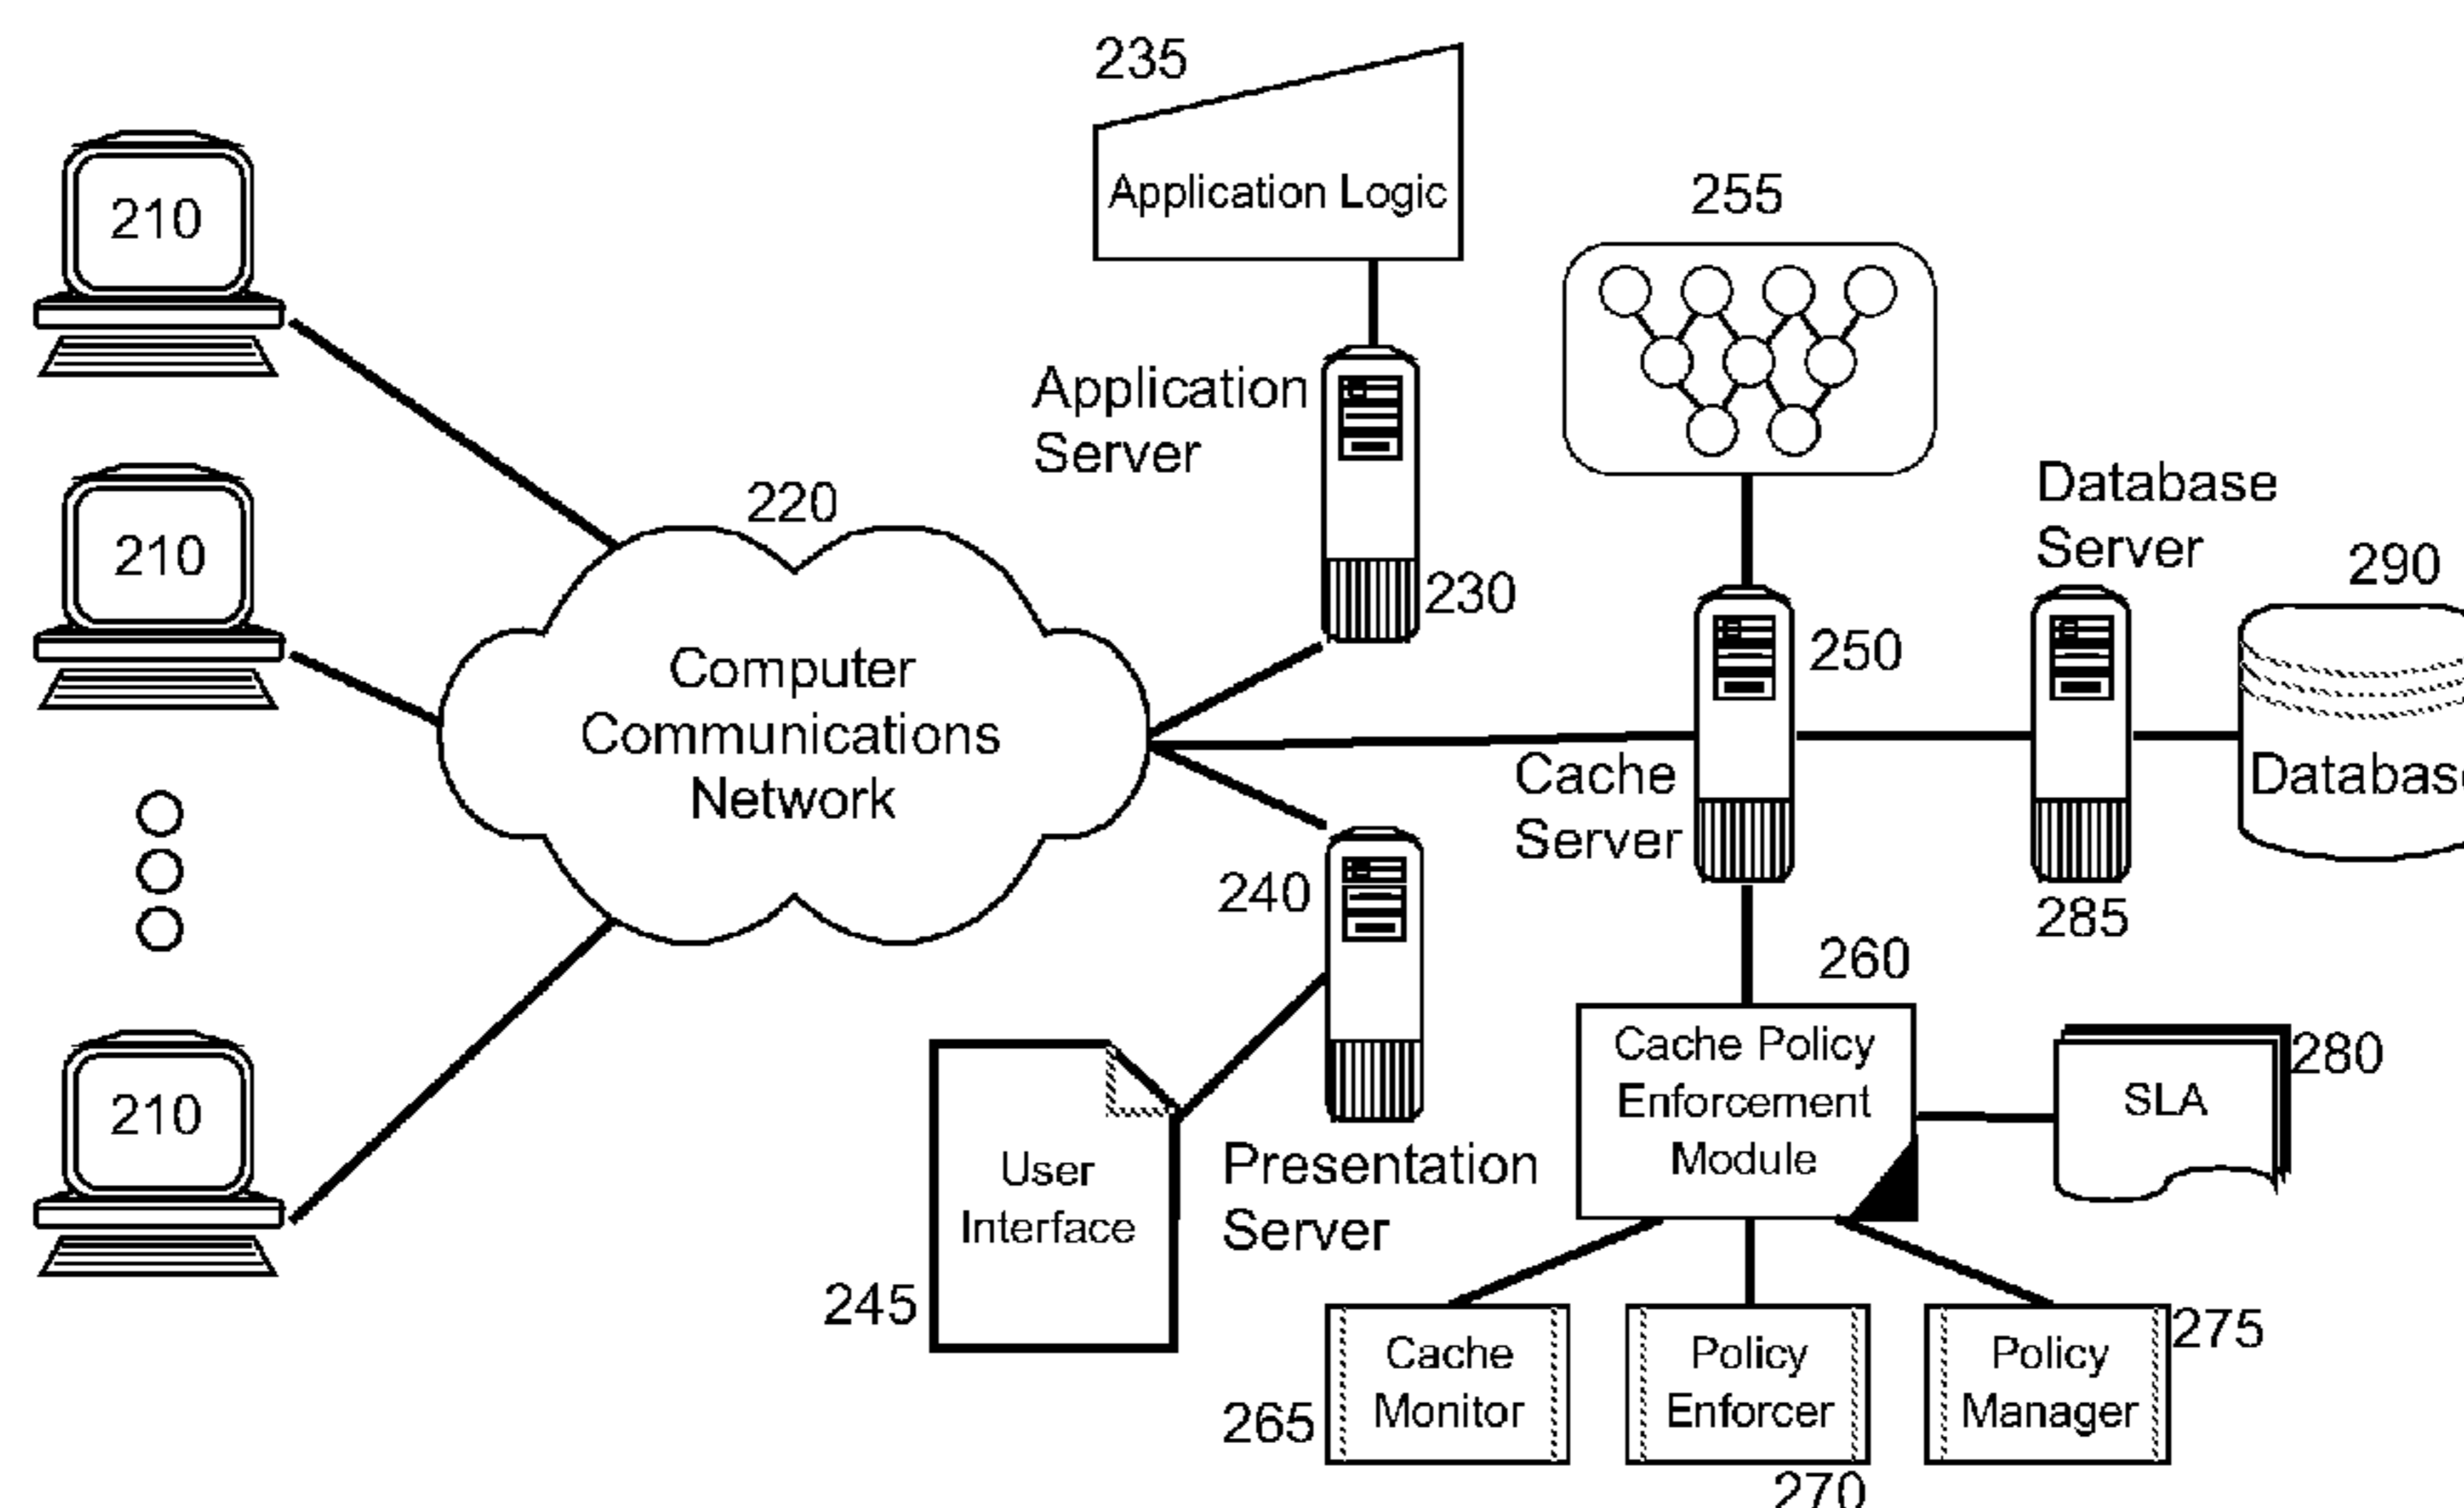 235
Application Logic
210
255
Application
Server
220
Database
Server
290
210
230
250
Computer
Communications
Network
Cache
Server
Databas
240
285
260
Cache Policy
Enforcement
Module
280
SLA
210
User
Interface
Presentation
Server
245
Cache
Monitor
265
Policy
Enforcer
270
Policy
Manager
275